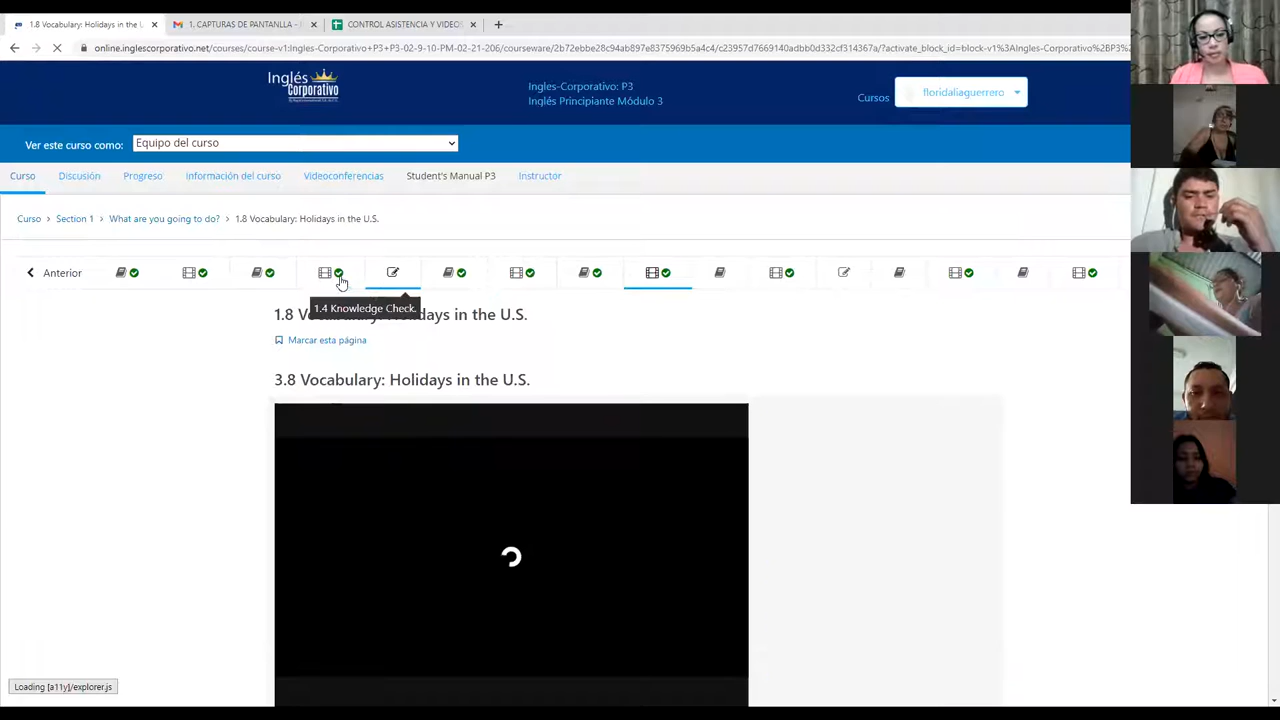 1.8 Vocabulary: Holidays in the U.
1. CAPTURAS DE PANTANLLA -
CONTROL ASISTENCIA Y VIDEOS
online.inglescorporativo.net/courses/course-v1:Ingles-Corporativo+P3+P3-02-9-10-PM-02-21-206/courseware/2b72ebbe28c94ab897e8375969b5a4c4/c23957d7669140adbb0d332cf314367a/?activate_block_id=block-v1%3AIngles-Corporativo%2BP3%
Inglés
Corporativo
Ingles-Corporativo: P3
Inglés Principiante Módulo 3
Cursos
floridaliaguerrero
Ver este curso como:
Equipo del curso
Curso
Discusión
Progreso
Información del curso
Videoconferencias
Student's Manual P3
Instructor
Curso > Section 1 > What are you going to do? > 1.8 Vocabulary: Holidays in the U.S.
Anterior
1.4 Knowledge Check.
1.8 Vocabulary: Holidays in the U.S.
Marcar esta página
3.8 Vocabulary: Holidays in the U.S.
Loading [a11y]/explorer.js